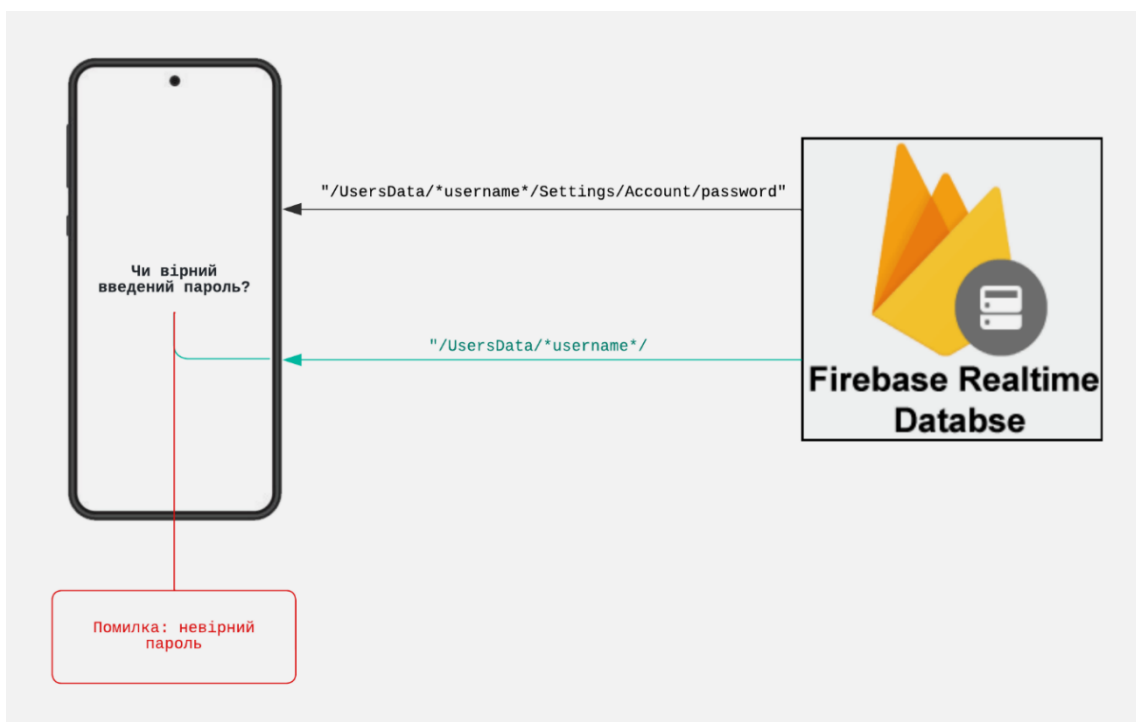 "/UsersData/*username*/Settings/Account/password"
Чи вірний
введений пароль?
"/UsersData/*username*/
Firebase Realtime
Databse
Помилка: невірний
пароль